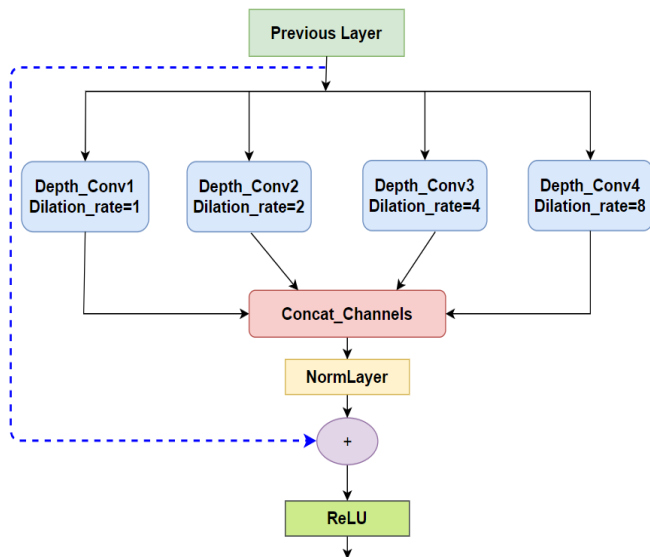 Previous Layer
Depth_Conv1
Dilation_rate=1
Depth_Conv2
Dilation_rate=2
Depth_Conv3
Dilation_rate=4
Depth_Conv4
Dilation_rate=8
Concat_Channels
NormLayer
+
ReLU